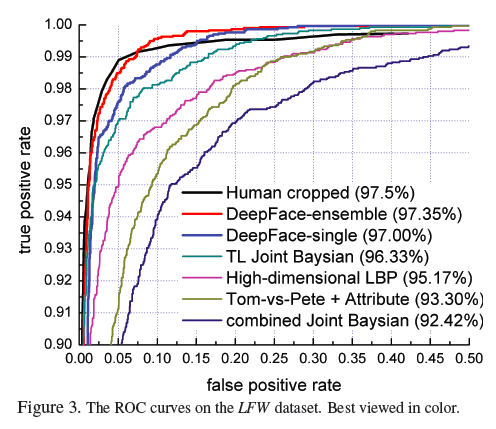 1.00
0.99
0.98
0.97
0.96
0.95
0.94
0.93
0.92
0.91
0.90
true positive rate
Human cropped (97.5%)
DeepFace-ensemble (97.35%)
DeepFace-single (97.00%)
TL Joint Baysian (96.33%)
High-dimensional LBP (95.17%)
Tom-vs-Pete + Attribute (93.30%)
combined Joint Baysian (92.42%)
0.00 0.05 0.10 0.15 0.20 0.25 0.30 0.35 0.40 0.45 0.50
false positive rate
Figure 3. The ROC curves on the LFW dataset. Best viewed in color.